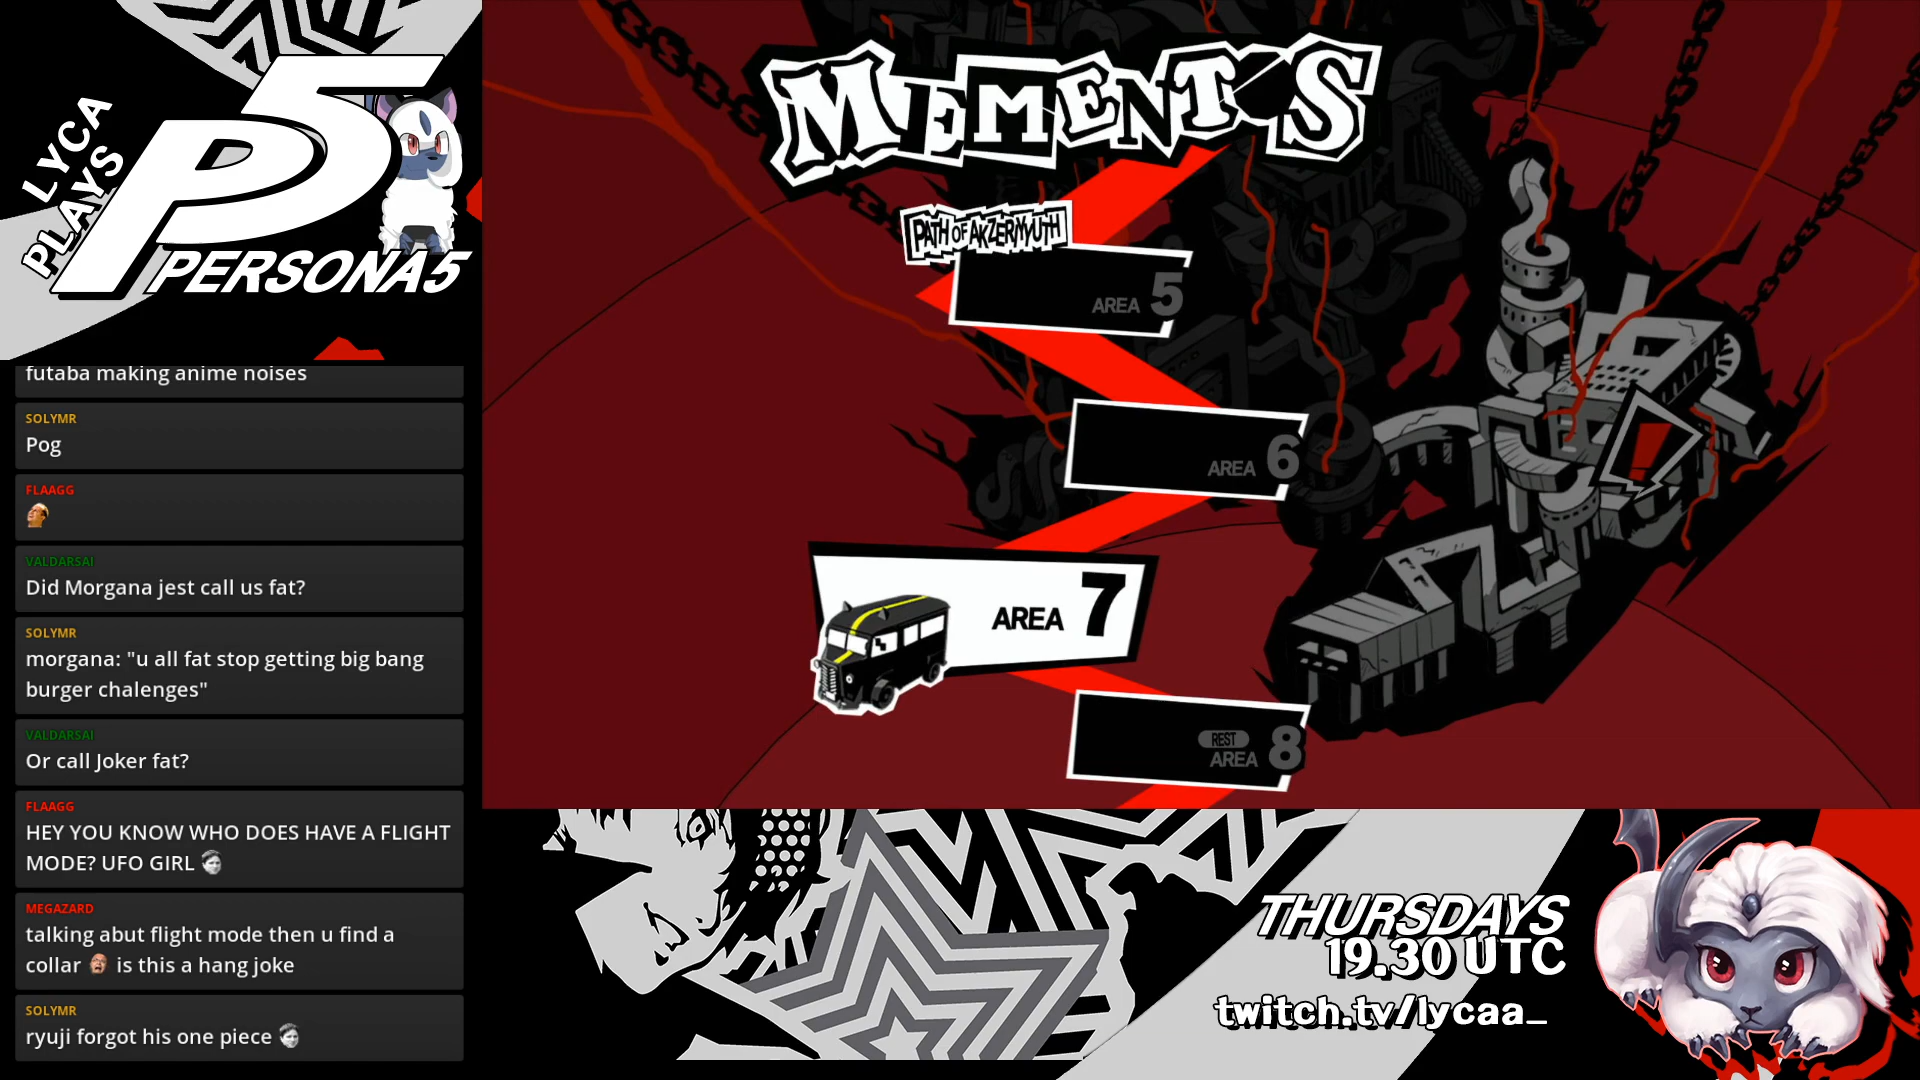 LYCA
PLAYS
P5
PERSONA5
futaba making anime noises
SOLYMR
Pog
FLAAGG
VALDARSAI
Did Morgana jest call us fat?
SOLYMR
morgana: "u all fat stop getting big bang
burger chalenges"
VALDARSAI
Or call Joker fat?
FLAAGG
HEY YOU KNOW WHO DOES HAVE A FLIGHT
MODE? UFO GIRL
MEGAZARD
talking abut flight mode then u find a
collar is this a hang joke
SOLYMR
ryuji forgot his one piece
MEMENTOS
PATH OF AKZERIYYUTH
AREA 5
AREA 6
AREA 7
REST
AREA 8
THURSDAYS
19.30 UTC
twitch.tv/lycaa_